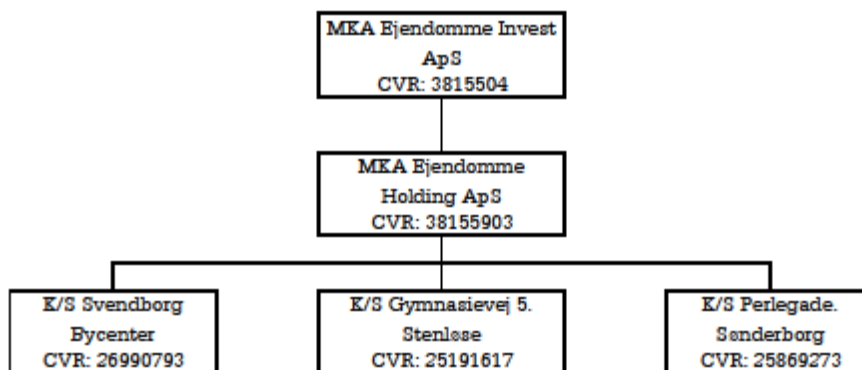 MKA Ejendomme Invest
ApS
CVR: 3815504
MKA Ejendomme
Holding ApS
CVR: 38155903
K/S Svendborg
Bycenter
CVR: 26990793
K/S Gymnasievej 5.
Stenløse
CVR: 25191617
K/S Perlegade.
Sønderborg
CVR: 25869273